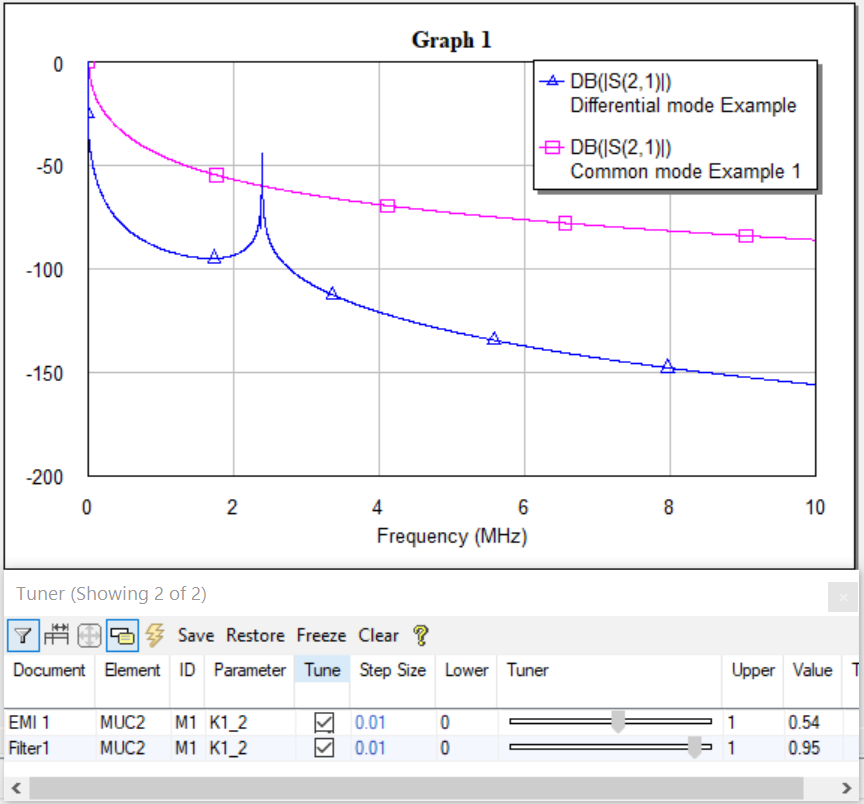 Graph 1
DB(|S(2,1)|)
Differential mode Example
DB(|S(2,1)|)
Common mode Example 1
0
-50
-100
-150
-200
0 2 4 6 8 10
Frequency (MHz)
Tuner (Showing 2 of 2)
Save Restore Freeze Clear ?
Document Element ID Parameter Tune Step Size Lower Tuner Upper Value T
EMI 1 MUC2 M1 K1_2 0.01 0 1 0.54
Filter1 MUC2 M1 K1_2 0.01 0 1 0.95